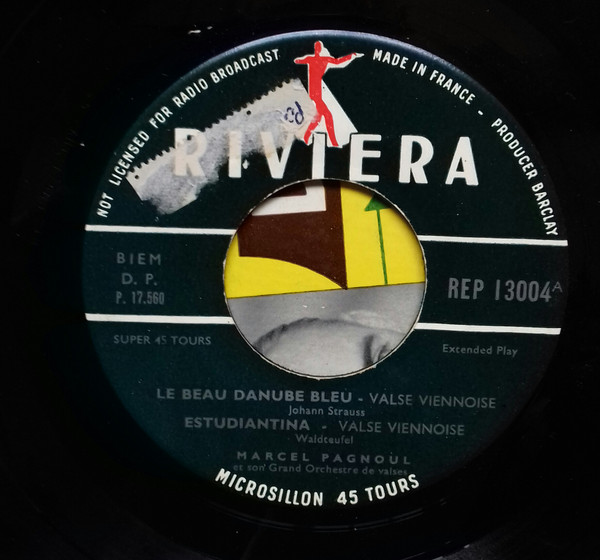 NOT LICENSED FOR RADIO BROADCAST
MADE IN FRANCE - PRODUCER BARCLAY
RIVIERA
BIEM
D. P.
P. 17.560
REP 13004 A
SUPER 45 TOURS
Extended Play
LE BEAU DANUBE BLEU - VALSE VIENNOISE
Johann Strauss
ESTUDIANTINA - VALSE VIENNOISE
Waldteufel
MARCEL PAGNOUL
et son Grand Orchestre de valses
MICROSILLON 45 TOURS